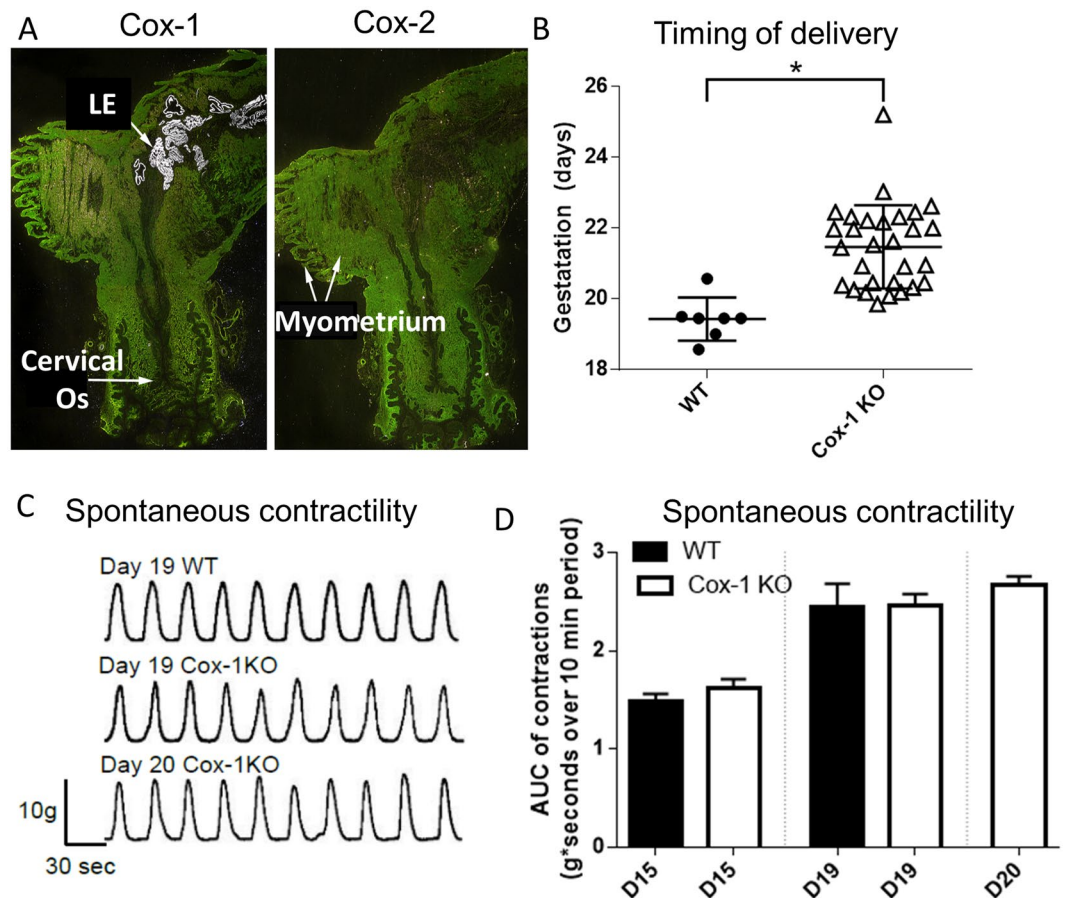 A
Cox-1
Cox-2
LE
Myometrium
Cervical
Os
B
Timing of delivery
*
Gestatation (days)
26
24
22
20
18
WT
Cox-1 KO
C
Spontaneous contractility
Day 19 WT
Day 19 Cox-1KO
Day 20 Cox-1KO
10g
30 sec
D
Spontaneous contractility
WT
Cox-1 KO
AUC of contractions
(g*seconds over 10 min period)
3
2
1
0
D15
D15
D19
D19
D20